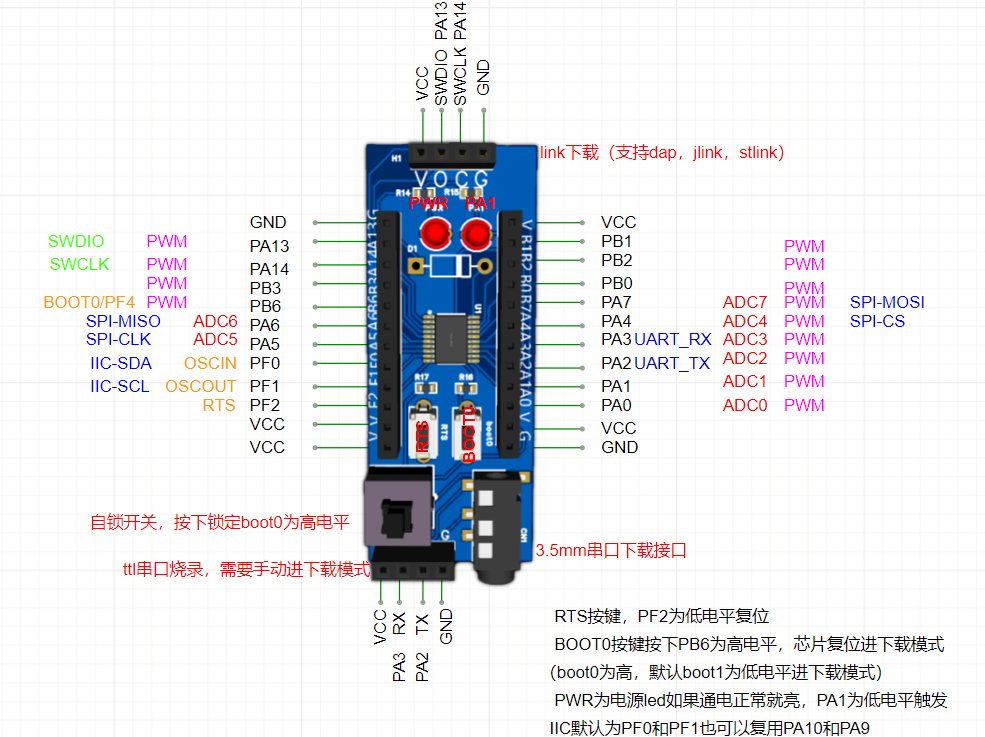 VCC
SWDIO PA13
SWCLK PA14
GND
link下载（支持dap，jlink，stlink）
H1
V O C G
R14 R15
PWR PA1
D1
U1
GND
SWDIO PWM PA13
SWCLK PWM PA14
PWM PB3
BOOT0/PF4 PWM PB6
SPI-MISO ADC6 PA6
SPI-CLK ADC5 PA5
IIC-SDA OSCIN PF0
IIC-SCL OSCOUT PF1
RTS PF2
VCC
VCC
VCC
PB1 PWM
PB2 PWM
PB0 PWM
PA7 ADC7 PWM SPI-MOSI
PA4 ADC4 PWM SPI-CS
PA3 UART_RX ADC3 PWM
PA2 UART_TX ADC2 PWM
PA1 ADC1 PWM
PA0 ADC0 PWM
VCC
GND
R17 R16
RTS RTS
BOOT0 boot0
自锁开关，按下锁定boot0为高电平
G
CN1
3.5mm串口下载接口
ttl串口烧录，需要手动进下载模式
VCC
PA3 RX
PA2 TX
GND
RTS按键，PF2为低电平复位
BOOT0按键按下PB6为高电平，芯片复位进下载模式
（boot0为高，默认boot1为低电平进下载模式）
PWR为电源led如果通电正常就亮，PA1为低电平触发
IIC默认为PF0和PF1也可以复用PA10和PA9